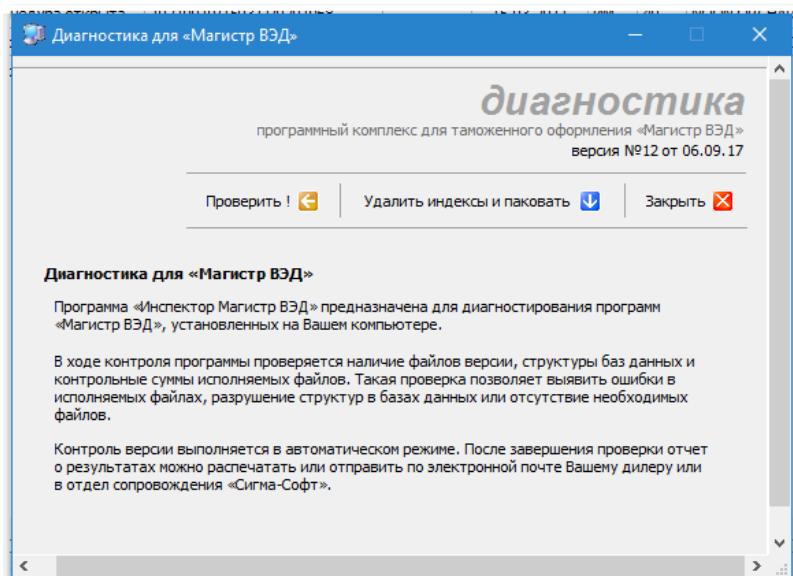 Диагностика для «Магистр ВЭД»
диагностика
программный комплекс для таможенного оформления «Магистр ВЭД»
версия №12 от 06.09.17
Проверить ! Удалить индексы и паковать Закрыть
Диагностика для «Магистр ВЭД»
Программа «Инспектор Магистр ВЭД» предназначена для диагностирования программ
«Магистр ВЭД», установленных на Вашем компьютере.
В ходе контроля программы проверяется наличие файлов версии, структуры баз данных и
контрольные суммы исполняемых файлов. Такая проверка позволяет выявить ошибки в
исполняемых файлах, разрушение структур в базах данных или отсутствие необходимых
файлов.
Контроль версии выполняется в автоматическом режиме. После завершения проверки отчет
о результатах можно распечатать или отправить по электронной почте Вашему дилеру или
в отдел сопровождения «Сигма-Софт».